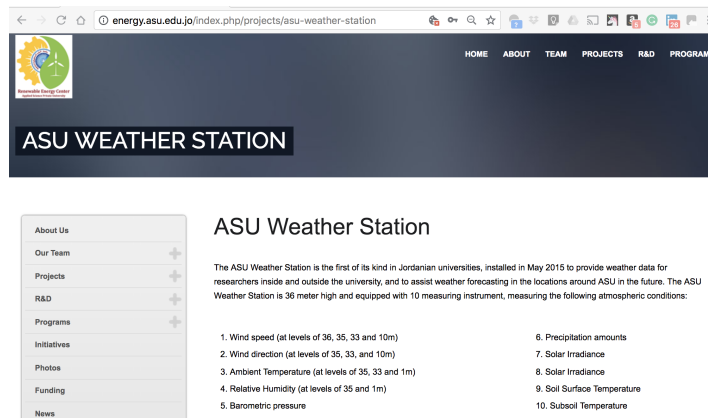 energy.asu.edu.jo/index.php/projects/asu-weather-station
7
5
28
Renewable Energy Center
Applied Science Private University
HOME ABOUT TEAM PROJECTS R&D PROGRAM
ASU WEATHER STATION
About Us
Our Team
Projects
R&D
Programs
Initiatives
Photos
Funding
News
ASU Weather Station
The ASU Weather Station is the first of its kind in Jordanian universities, installed in May 2015 to provide weather data for
researchers inside and outside the university, and to assist weather forecasting in the locations around ASU in the future. The ASU
Weather Station is 36 meter high and equipped with 10 measuring instrument, measuring the following atmospheric conditions:
1. Wind speed (at levels of 36, 35, 33 and 10m)
2. Wind direction (at levels of 35, 33, and 10m)
3. Ambient Temperature (at levels of 35, 33 and 1m)
4. Relative Humidity (at levels of 35 and 1m)
5. Barometric pressure
6. Precipitation amounts
7. Solar Irradiance
8. Solar Irradiance
9. Soil Surface Temperature
10. Subsoil Temperature